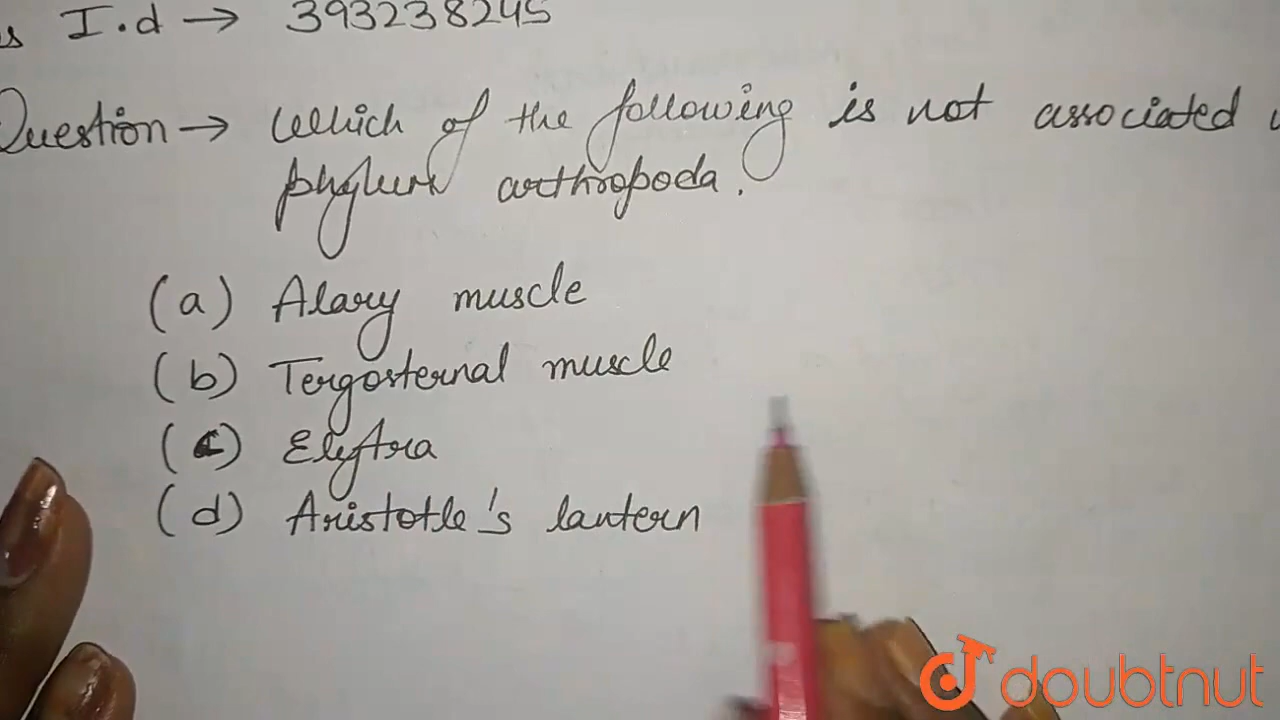 I.d → 393238245
Question → Which of the following is not associated
phylum arthropoda.
(a) Alary muscle
(b) Tergosternal muscle
(c) Elytra
(d) Aristotle's lantern
doubtnut